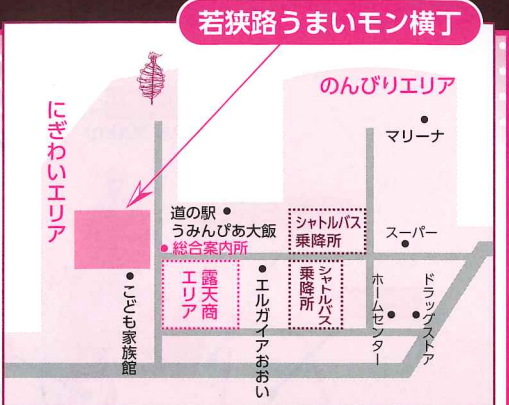 若狭路うまいモン横丁
のんびりエリア
マリーナ
にぎわいエリア
道の駅
うみんぴあ大飯
総合案内所
シャトルバス
乗降所
スーパー
露天商
エリア
エルガイアおおい
シャトルバス
乗降所
ホームセンター
ドラッグストア
こども家族館